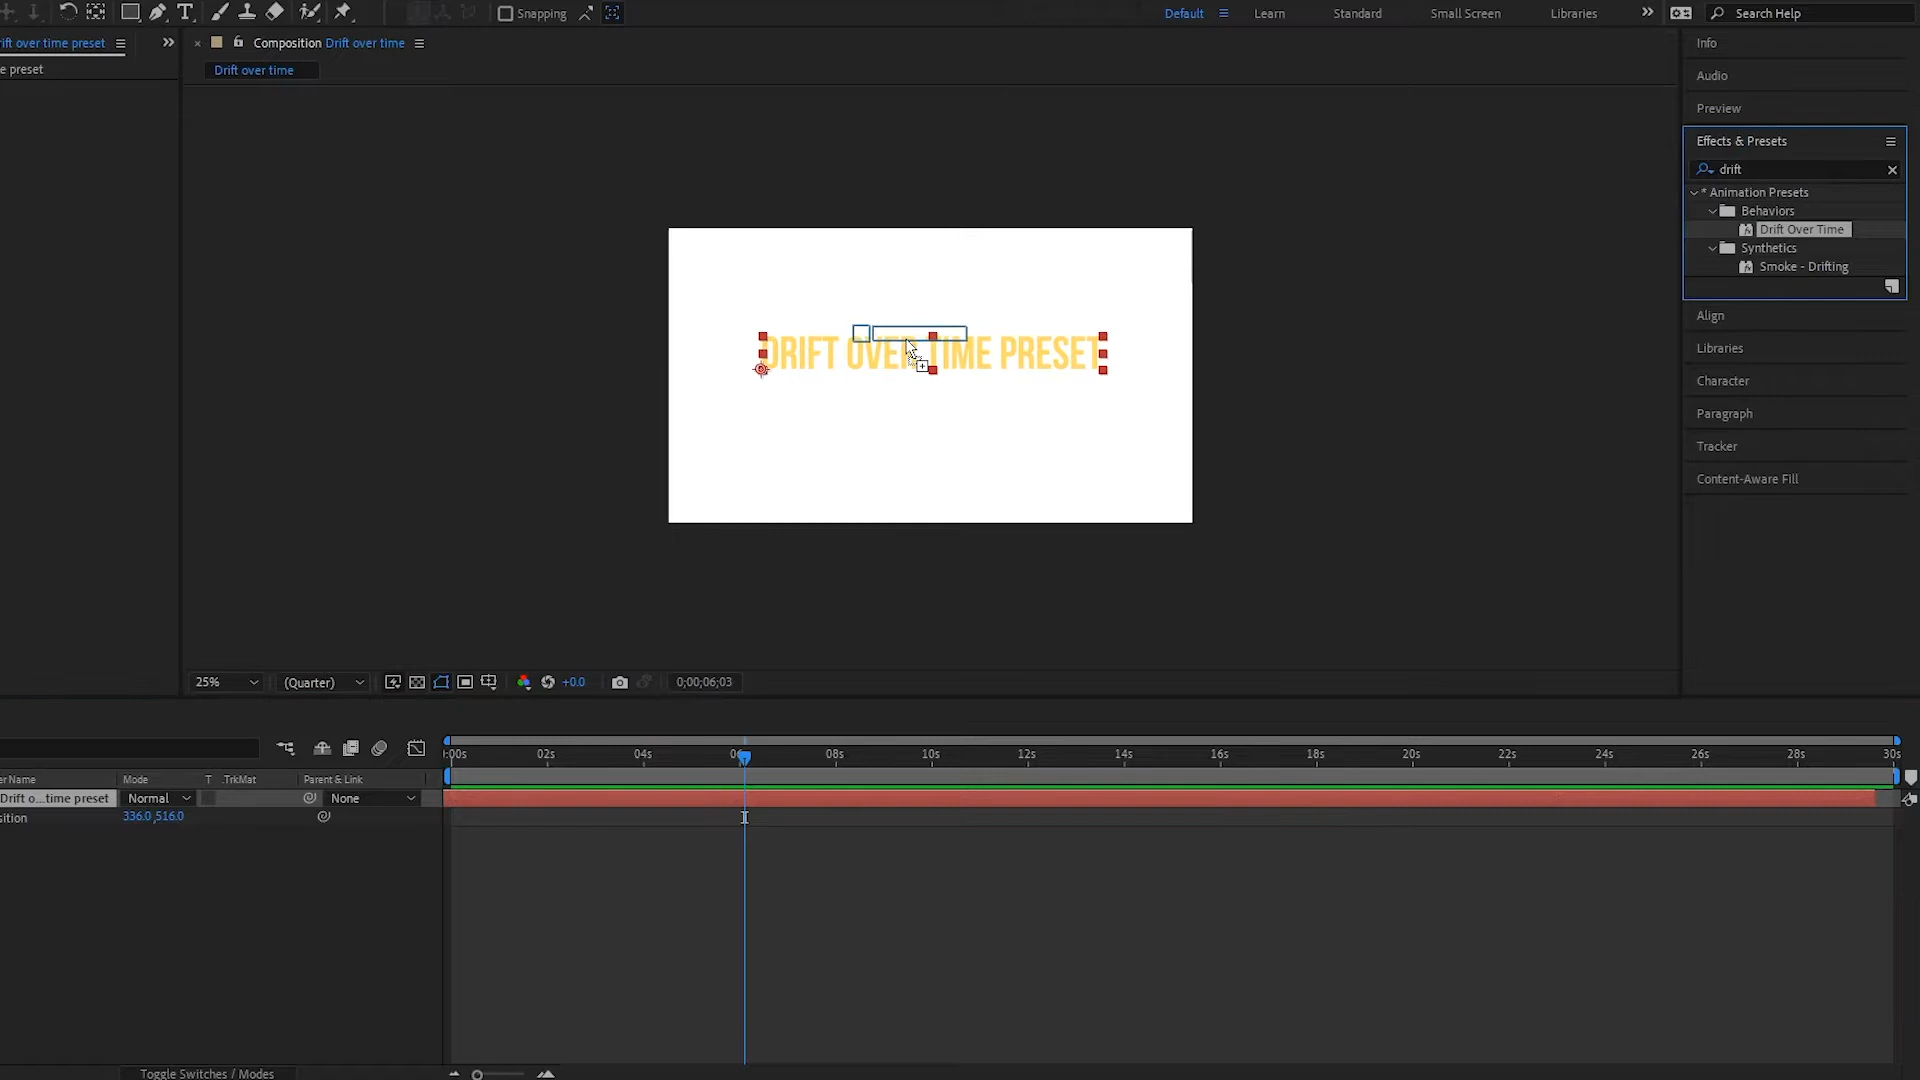 Snapping
Default
Learn
Standard
Small Screen
Libraries
Search Help
ift over time preset
Composition Drift over time
e preset
Drift over time
Info
Audio
Preview
Effects & Presets
drift
* Animation Presets
Behaviors
Drift Over Time
Synthetics
Smoke - Drifting
Align
Libraries
Character
Paragraph
Tracker
Content-Aware Fill
DRIFT OVER TIME PRESET
25%
(Quarter)
+0.0
0;00;06;03
:00s 02s 04s 06s 08s 10s 12s 14s 16s 18s 20s 22s 24s 26s 28s 30s
er Name Mode T .TrkMat Parent & Link
Drift o...time preset Normal None
sition 336.0,516.0
Toggle Switches / Modes